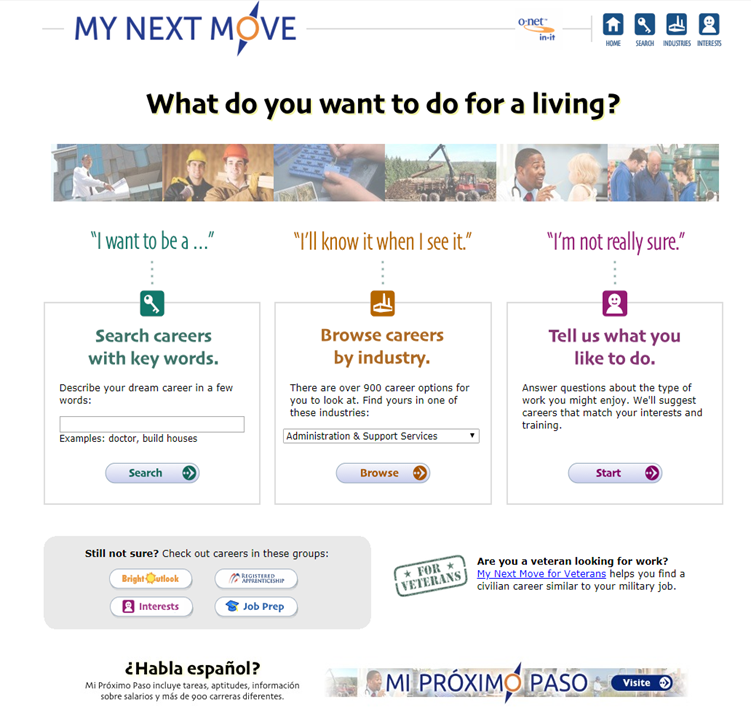 MY NEXT MOVE
o·net™
in-it
HOME
SEARCH
INDUSTRIES
INTERESTS
What do you want to do for a living?
“I want to be a ...”
“I'll know it when I see it.”
“I'm not really sure.”
Search careers
with key words.
Describe your dream career in a few
words:
Examples: doctor, build houses
Search
Browse careers
by industry.
There are over 900 career options for
you to look at. Find yours in one of
these industries:
Administration & Support Services
Browse
Tell us what you
like to do.
Answer questions about the type of
work you might enjoy. We'll suggest
careers that match your interests and
training.
Start
Still not sure? Check out careers in these groups:
Bright Outlook
REGISTERED
APPRENTICESHIP
Interests
Job Prep
FOR
VETERANS
Are you a veteran looking for work?
My Next Move for Veterans helps you find a
civilian career similar to your military job.
¿Habla español?
Mi Próximo Paso incluye tareas, aptitudes, información
sobre salarios y más de 900 carreras diferentes.
MI PRÓXIMO PASO
Visite